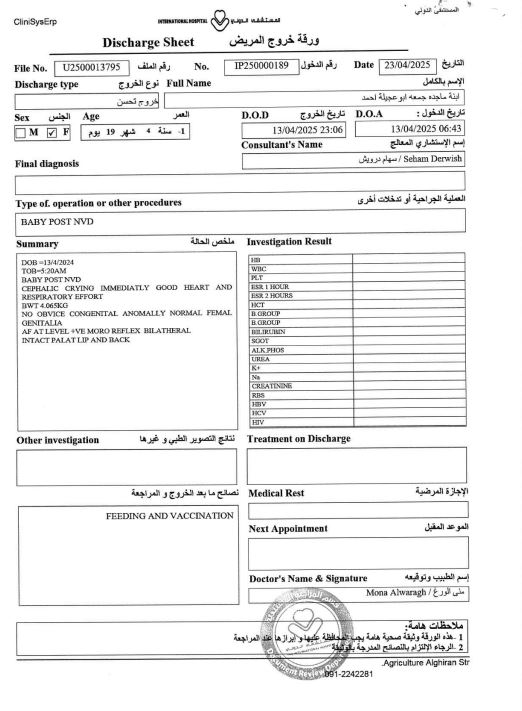 المستشفى الدولي
CliniSysErp
INTERNATIONAL HOSPITAL المستشفى الدولي
Discharge Sheet ورقة خروج المريض
File No. U2500013795 رقم الملف No. IP250000189 رقم الدخول Date 23/04/2025 التاريخ
Discharge type نوع الخروج Full Name الإسم بالكامل
خروج تحسن ابنة ماجده جمعه ابوعجيلة احمد
Sex الجنس Age العمر D.O.D تاريخ الخروج D.O.A تاريخ الدخول :
M F 1- سنة 4 شهر 19 يوم 13/04/2025 23:06 13/04/2025 06:43
Consultant's Name إسم الإستشاري المعالج
Final diagnosis سهام درويش / Seham Derwish
Type of. operation or other procedures العملية الجراحية أو تدخلات أخرى
BABY POST NVD
Summary ملخص الحالة Investigation Result
DOB =13/4/2024
TOB=5:20AM
BABY POST NVD
CEPHALIC CRYING IMMEDIATLY GOOD HEART AND
RESPIRATORY EFFORT
BWT 4.065KG
NO OBVICE CONGENITAL ANOMALLY NORMAL FEMAL
GENITALIA
AF AT LEVEL +VE MORO REFLEX BILATHERAL
INTACT PALAT LIP AND BACK
HB
WBC
PLT
ESR 1 HOUR
ESR 2 HOURS
HCT
B.GROUP
B.GROUP
BILIRUBIN
SGOT
ALK.PHOS
UREA
K+
Na
CREATININE
RBS
HBV
HCV
HIV
Other investigation نتائج التصوير الطبي و غيرها Treatment on Discharge
نصائح ما بعد الخروج و المراجعة Medical Rest الإجازة المرضية
FEEDING AND VACCINATION
Next Appointment الموعد المقبل
Doctor's Name & Signature إسم الطبيب وتوقيعه
منى الورغ / Mona Alwaragh
ملاحظات هامة:
1 .هذه الورقة وثيقة صحية هامة يجب المحافظة عليها و إبرازها عند المراجعة
2 .الرجاء الإلتزام بالنصائح المدرجة بالوثيقة
.Agriculture Alghiran Str
091-2242281